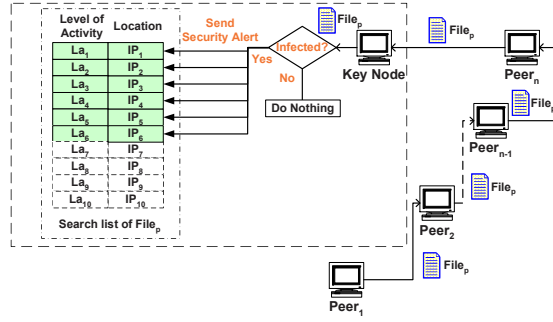 Level of Activity
Location
La1 IP1
La2 IP2
La3 IP3
La4 IP4
La5 IP5
La6 IP6
La7 IP7
La8 IP8
La9 IP9
La10 IP10
Search list of Filep
Send
Security Alert
Yes
Infected?
No
Do Nothing
Filep
Key Node
Filep
Peern
Filep
Peern-1
Filep
Peer2
Filep
Peer1